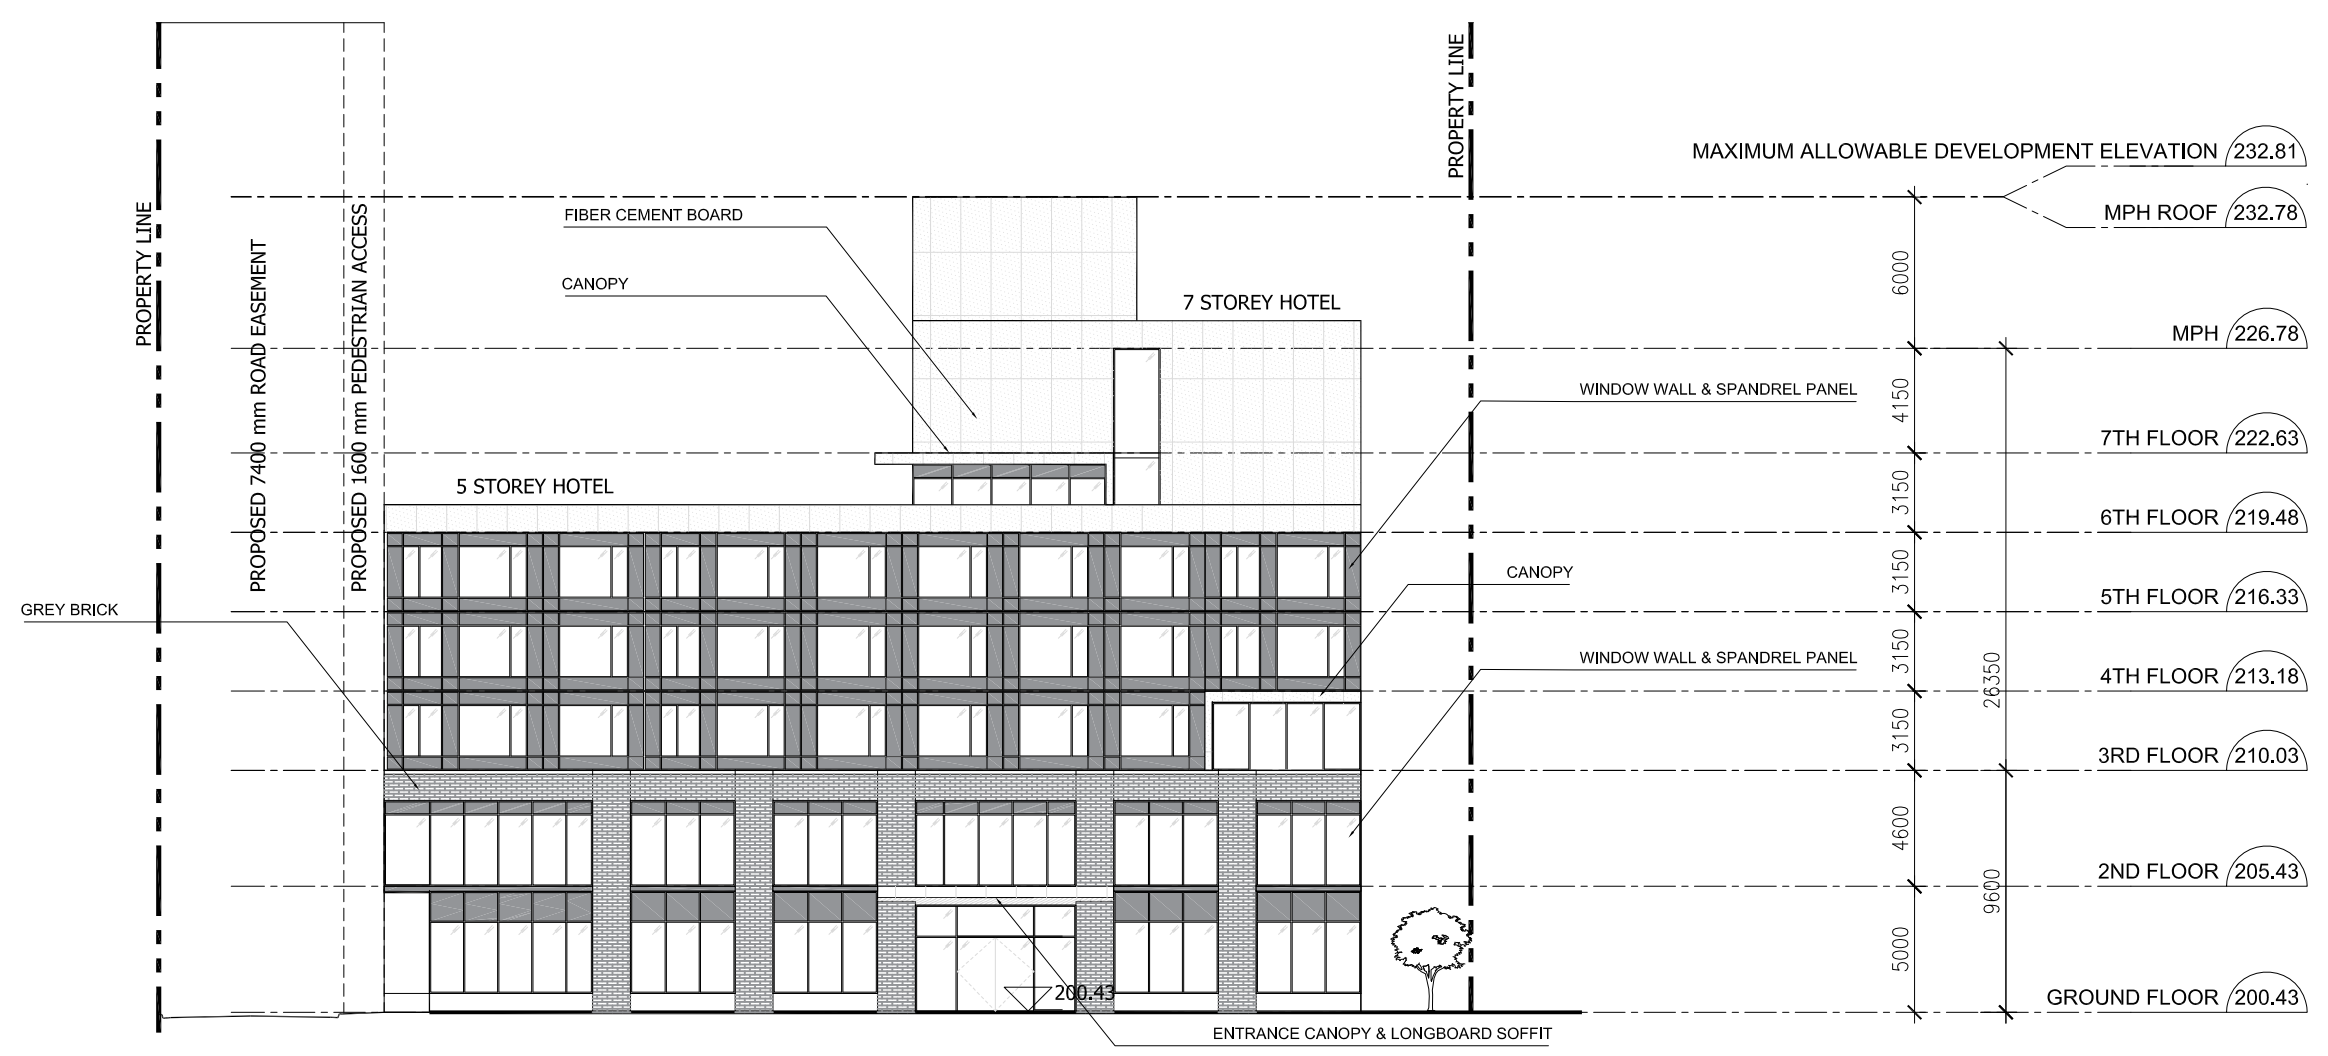 PROPERTY LINE
PROPOSED 7400 mm ROAD EASEMENT
PROPOSED 1600 mm PEDESTRIAN ACCESS
PROPERTY LINE
MAXIMUM ALLOWABLE DEVELOPMENT ELEVATION 232.81
MPH ROOF 232.78
FIBER CEMENT BOARD
CANOPY
7 STOREY HOTEL
6000
MPH 226.78
WINDOW WALL & SPANDREL PANEL
4150
7TH FLOOR 222.63
5 STOREY HOTEL
3150
6TH FLOOR 219.48
CANOPY
3150
5TH FLOOR 216.33
GREY BRICK
WINDOW WALL & SPANDREL PANEL
3150
26350
4TH FLOOR 213.18
3150
3RD FLOOR 210.03
4600
9600
2ND FLOOR 205.43
5000
200.43
GROUND FLOOR 200.43
ENTRANCE CANOPY & LONGBOARD SOFFIT